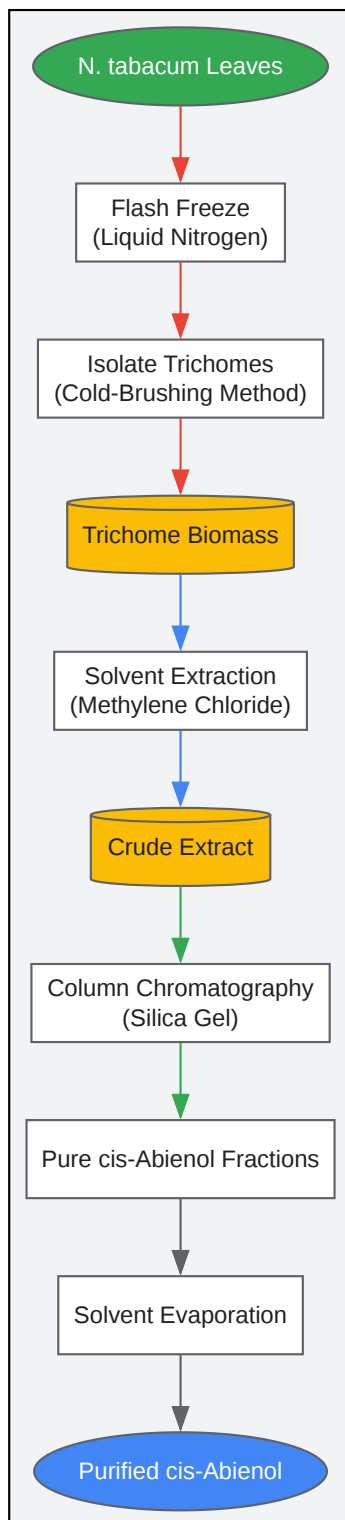 N. tabacum Leaves
Flash Freeze
(Liquid Nitrogen)
Isolate Trichomes
(Cold-Brushing Method)
Trichome Biomass
Solvent Extraction
(Methylene Chloride)
Crude Extract
Column Chromatography
(Silica Gel)
Pure cis-Abienol Fractions
Solvent Evaporation
Purified cis-Abienol